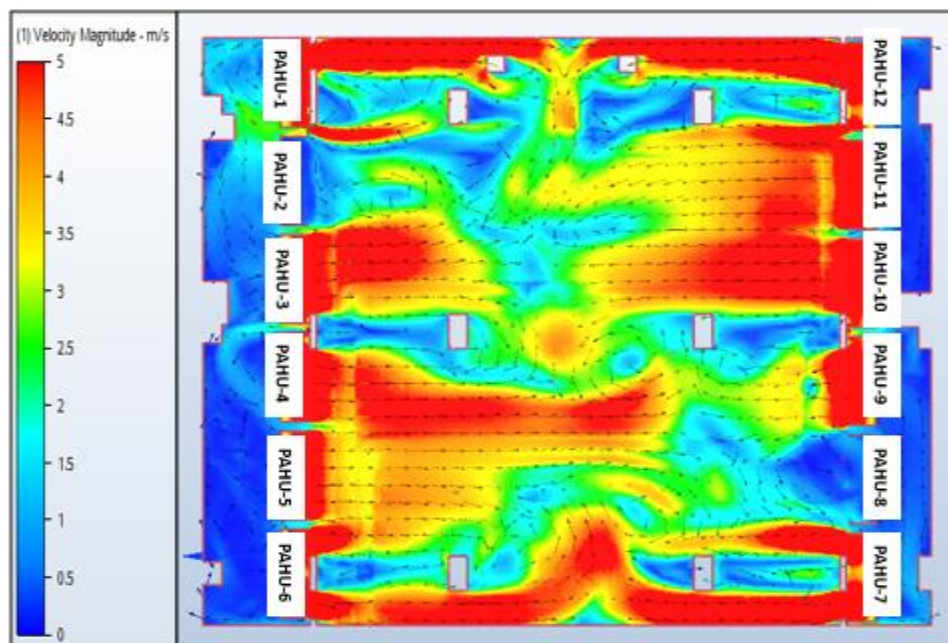 (1) Velocity Magnitude - m/s
5
4.5
4
3.5
3
2.5
2
1.5
1
0.5
0
PAHU-1
PAHU-2
PAHU-3
PAHU-4
PAHU-5
PAHU-6
PAHU-12
PAHU-11
PAHU-10
PAHU-9
PAHU-8
PAHU-7